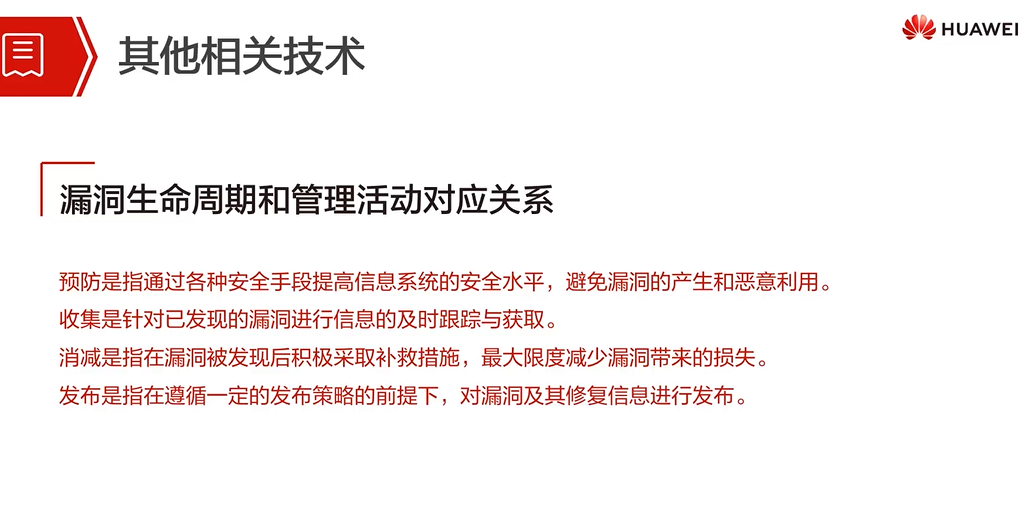 其他相关技术
HUAWEI
漏洞生命周期和管理活动对应关系
预防是指通过各种安全手段提高信息系统的安全水平，避免漏洞的产生和恶意利用。
收集是针对已发现的漏洞进行信息的及时跟踪与获取。
消减是指在漏洞被发现后积极采取补救措施，最大限度减少漏洞带来的损失。
发布是指在遵循一定的发布策略的前提下，对漏洞及其修复信息进行发布。